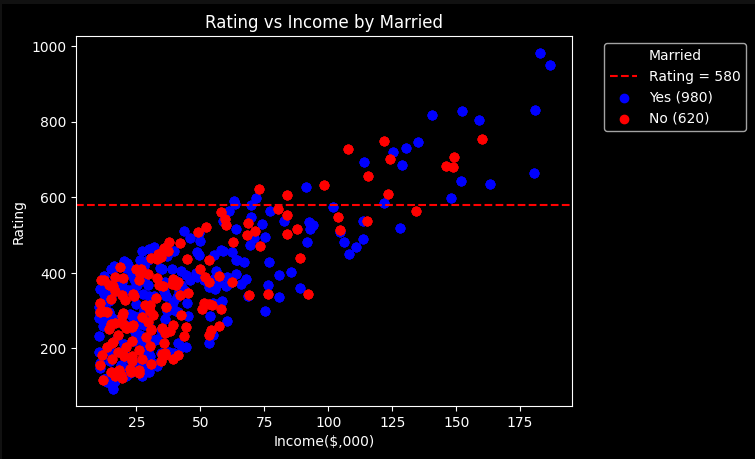 Rating vs Income by Married
1000
800
600
400
200
Rating
25
50
75
100
125
150
175
Income($,000)
Married
Rating = 580
Yes (980)
No (620)